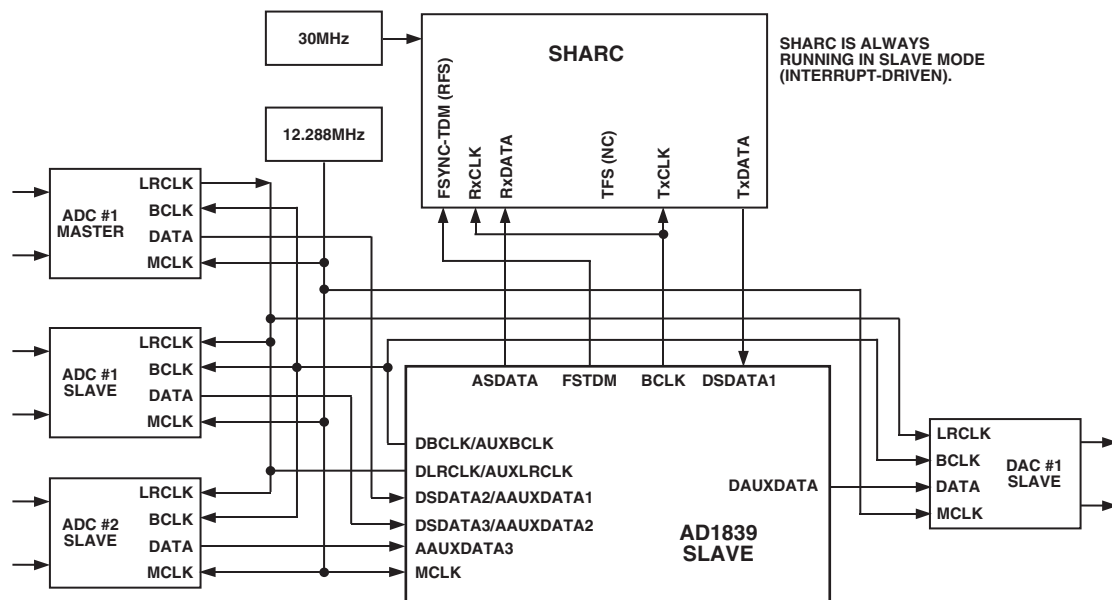 30MHz
SHARC
SHARC IS ALWAYS
RUNNING IN SLAVE MODE
(INTERRUPT-DRIVEN).
12.288MHz
FSYNC-TDM (RFS)
RxCLK
RxDATA
TFS (NC)
TxCLK
TxDATA
ADC #1
MASTER
LRCLK
BCLK
DATA
MCLK
ADC #1
SLAVE
LRCLK
BCLK
DATA
MCLK
ADC #2
SLAVE
LRCLK
BCLK
DATA
MCLK
ASDATA FSTDM BCLK DSDATA1
DBCLK/AUXBCLK
DLRCLK/AUXLRCLK
DSDATA2/AAUXDATA1
DSDATA3/AAUXDATA2
AAUXDATA3
MCLK
DAUXDATA
AD1839
SLAVE
LRCLK
BCLK
DATA
MCLK
DAC #1
SLAVE